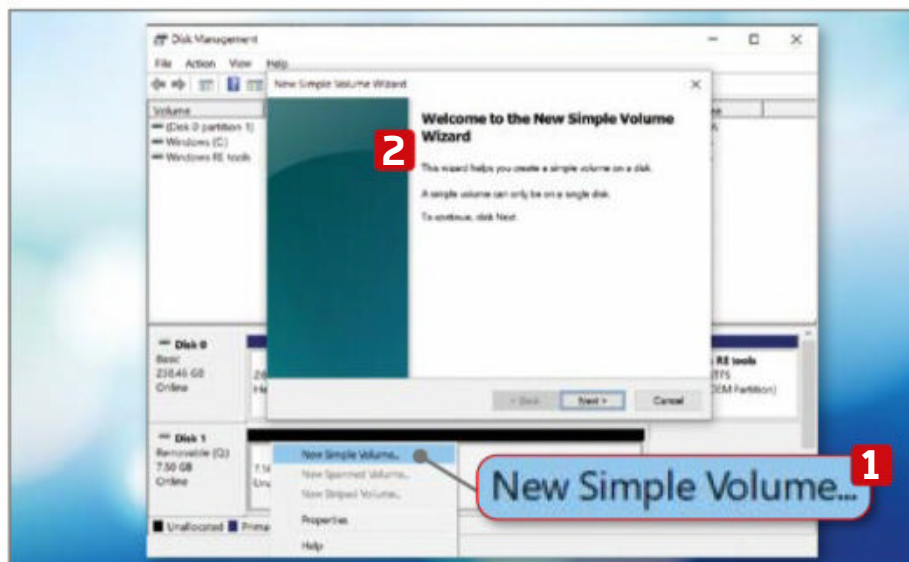 Disk Management
File Action View Help
New Simple Volume Wizard
Volume
(Disk 0 partition 1)
Windows (C)
Windows RE tools
2
Welcome to the New Simple Volume
Wizard
This wizard helps you create a simple volume on a disk.
A simple volume can only be on a single disk.
To continue, click Next.
< Back Next > Cancel
Disk 0
Basic
238.46 GB
Online
RE tools
(OEM Partition)
Disk 1
Removable (Q)
7.50 GB
Online
New Simple Volume...
New Spanned Volume...
New Striped Volume...
Properties
Help
1
New Simple Volume...
Unallocated Prima